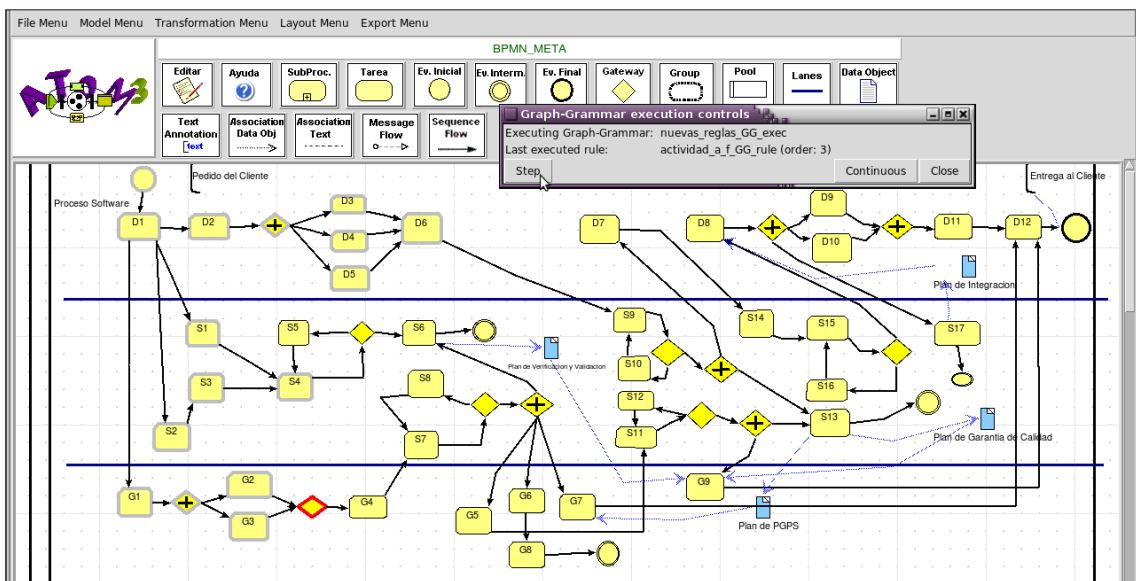 File Menu Model Menu Transformation Menu Layout Menu Export Menu
BPMN_META
ATOM3
Editar Ayuda SubProc. Tarea Ev. Inicial Ev. Interm. Ev. Final Gateway Group Pool Lanes Data Object
Text Annotation Association Data Obj Association Text Message Flow Sequence Flow
text
Graph-Grammar execution controls
Executing Graph-Grammar: nuevas_reglas_GG_exec
Last executed rule: actividad_a_f_GG_rule (order: 3)
Step Continuous Close
Pedido del Cliente Entrega al Cliente
Proceso Software
D1 D2 D3 D4 D5 D6 D7 D8 D9 D10 D11 D12
Plan de Integracion
S1 S2 S3 S4 S5 S6 S7 S8 S9 S10 S11 S12 S13 S14 S15 S16 S17
Plan de Verificacion y Validacion
Plan de Garantia de Calidad
G1 G2 G3 G4 G5 G6 G7 G8 G9
Plan de PGPS